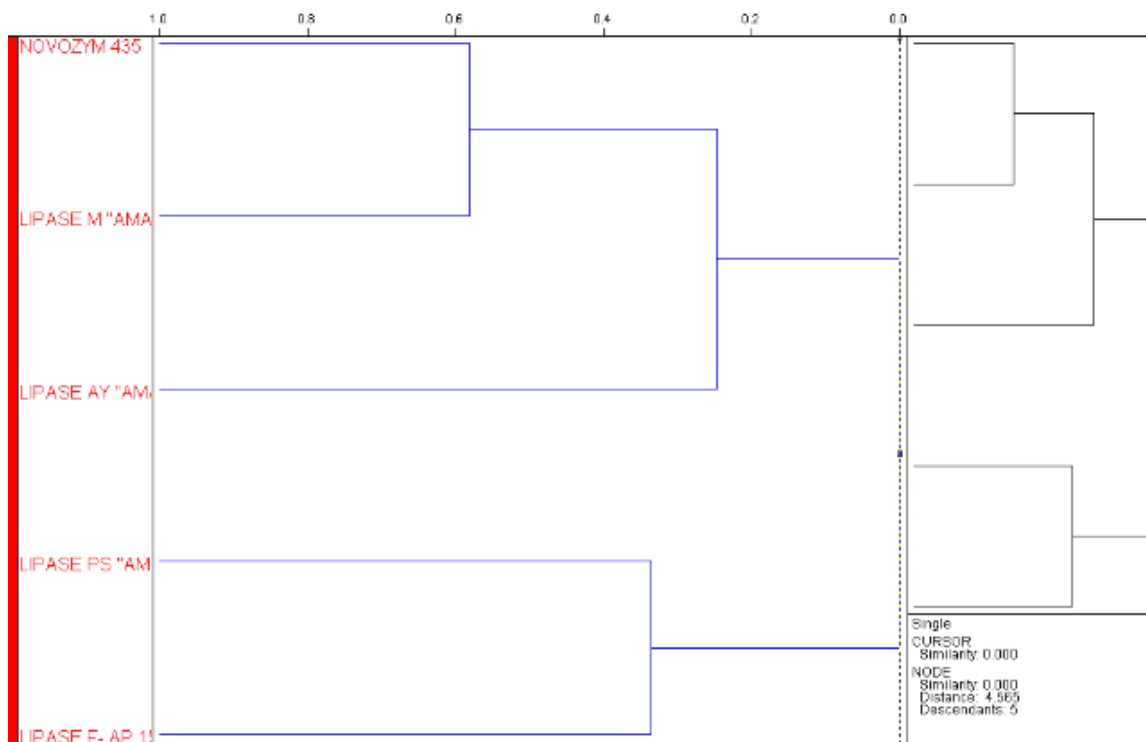 1.0 0.8 0.6 0.4 0.2 0.0
NOVOZYM 435
LIPASE M "AMA
LIPASE AY "AMA
LIPASE PS "AM
LIPASE F- AP 15
Single
CURSOR
Similarity: 0.000
NODE
Similarity: 0.000
Distance: 4.565
Descendants: 5